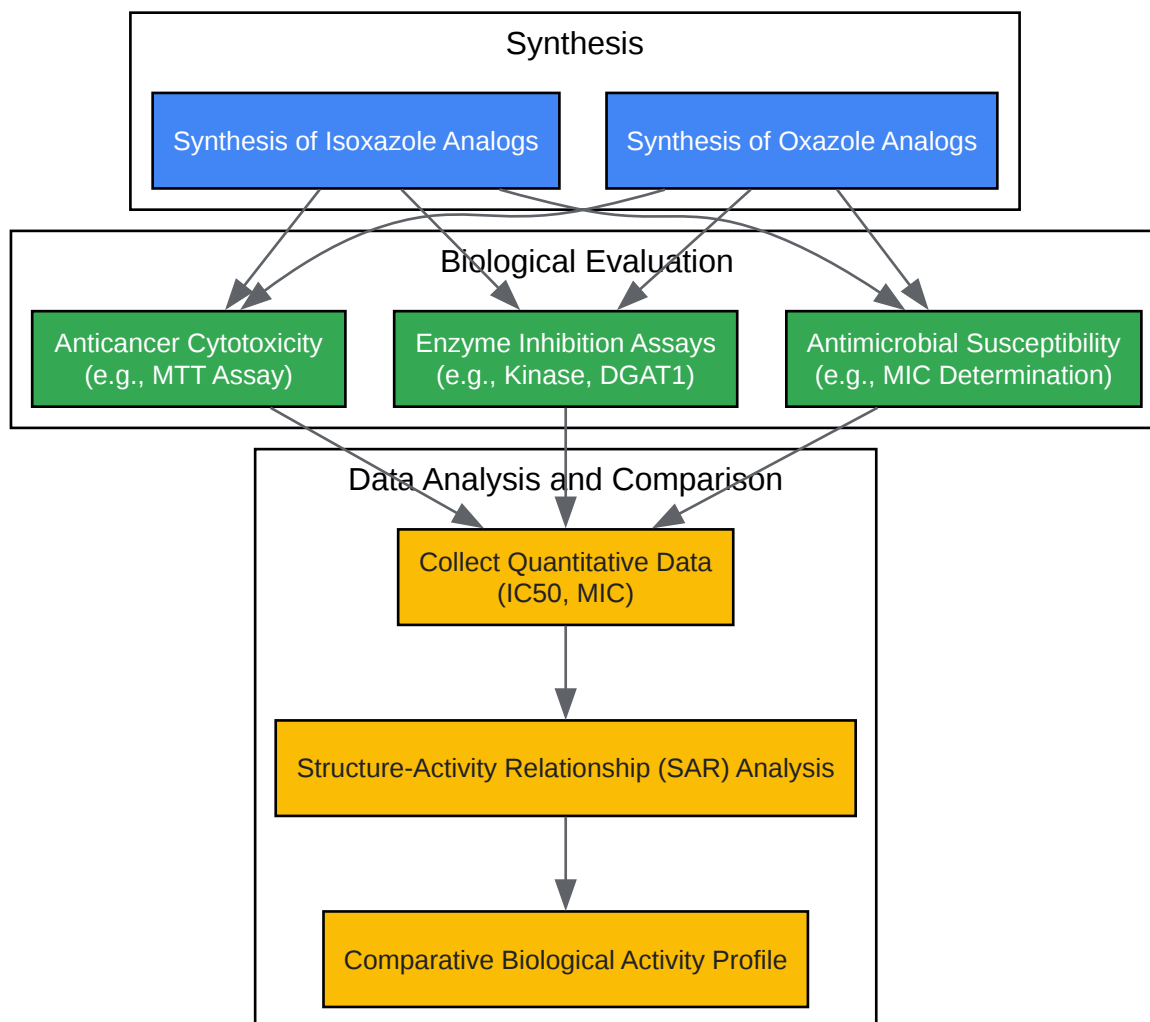 Synthesis
Synthesis of Isoxazole Analogs
Synthesis of Oxazole Analogs
Biological Evaluation
Anticancer Cytotoxicity
(e.g., MTT Assay)
Enzyme Inhibition Assays
(e.g., Kinase, DGAT1)
Antimicrobial Susceptibility
(e.g., MIC Determination)
Data Analysis and Comparison
Collect Quantitative Data
(IC50, MIC)
Structure-Activity Relationship (SAR) Analysis
Comparative Biological Activity Profile